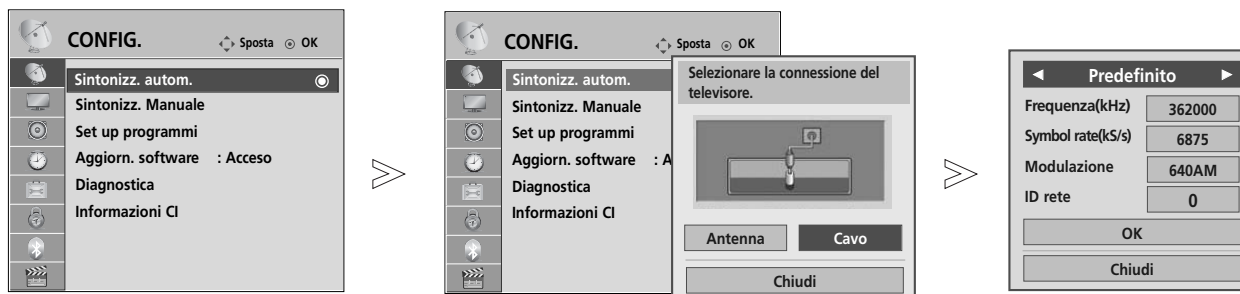 CONFIG. Sposta OK
Sintonizz. autom.
Sintonizz. Manuale
Set up programmi
Aggiorn. software : Acceso
Diagnostica
Informazioni CI
CONFIG. Sposta OK
Sintonizz. autom.
Sintonizz. Manuale
Set up programmi
Aggiorn. software : A
Diagnostica
Informazioni CI
Selezionare la connessione del
televisore.
Antenna Cavo
Chiudi
◄ Predefinito ►
Frequenza(kHz) 362000
Symbol rate(kS/s) 6875
Modulazione 640AM
ID rete 0
OK
Chiudi